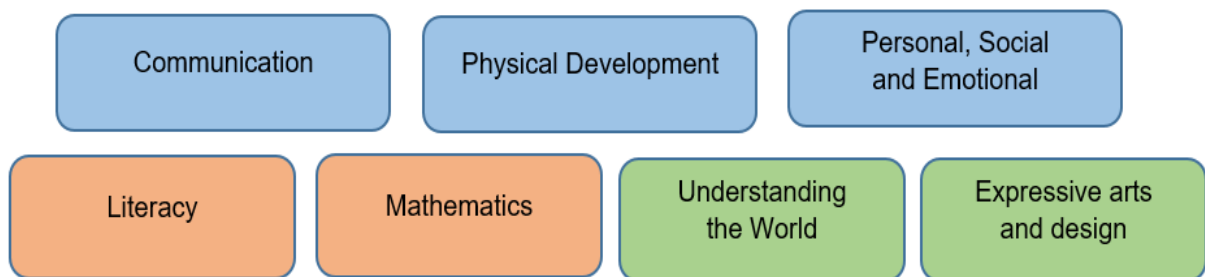 Communication
Physical Development
Personal, Social
and Emotional
Literacy
Mathematics
Understanding
the World
Expressive arts
and design